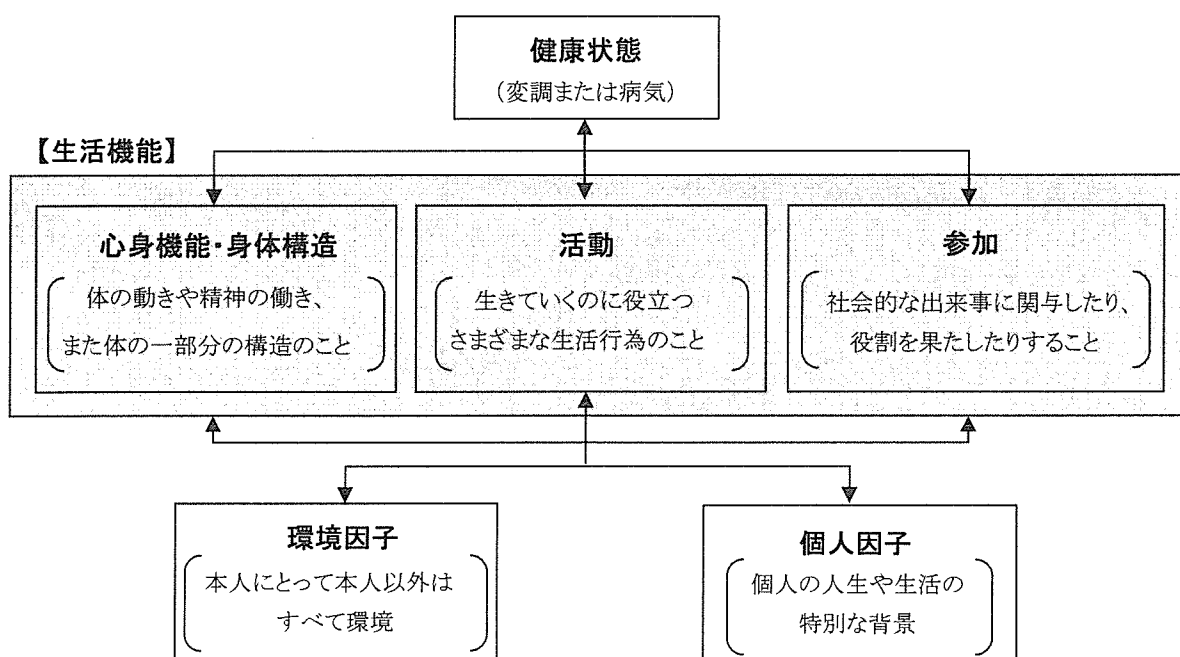 健康状態
(変調または病気)
【生活機能】
心身機能・身体構造
体の動きや精神の働き、
また体の一部分の構造のこと
活動
生きていくのに役立つ
さまざまな生活行為のこと
参加
社会的な出来事に関与したり、
役割を果たしたりすること
環境因子
本人にとって本人以外は
すべて環境
個人因子
個人の人生や生活の
特別な背景